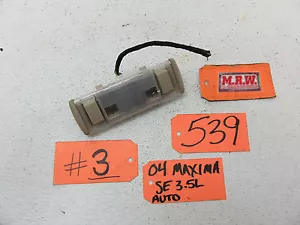 M.R.W.
539
#3
04 MAXIMA
SE 3.5L
AUTO